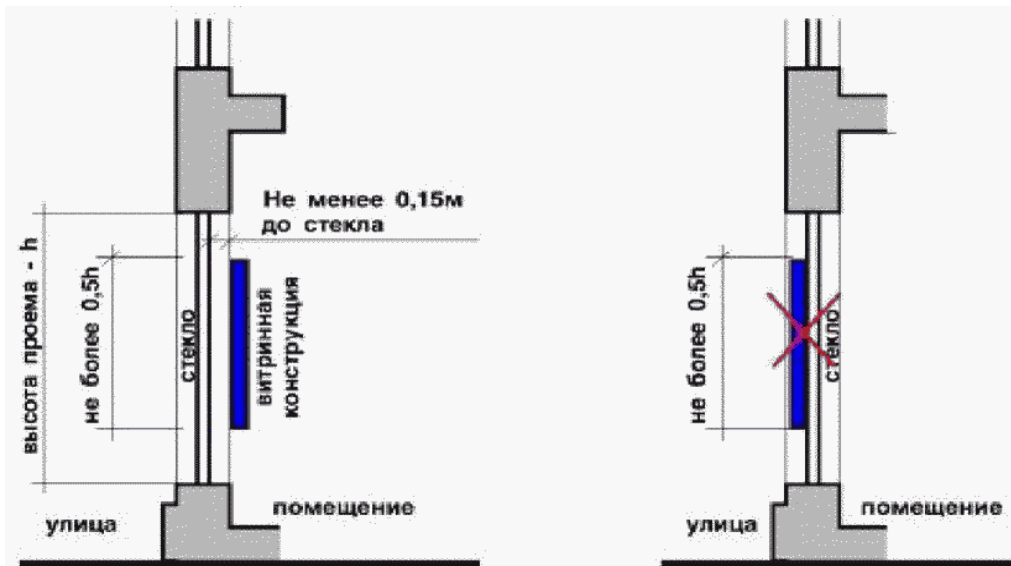 Не менее 0,15м
до стекла
высота проема - h
не более 0,5h
стекло
витринная
конструкция
улица
помещение
не более 0,5h
стекло
улица
помещение